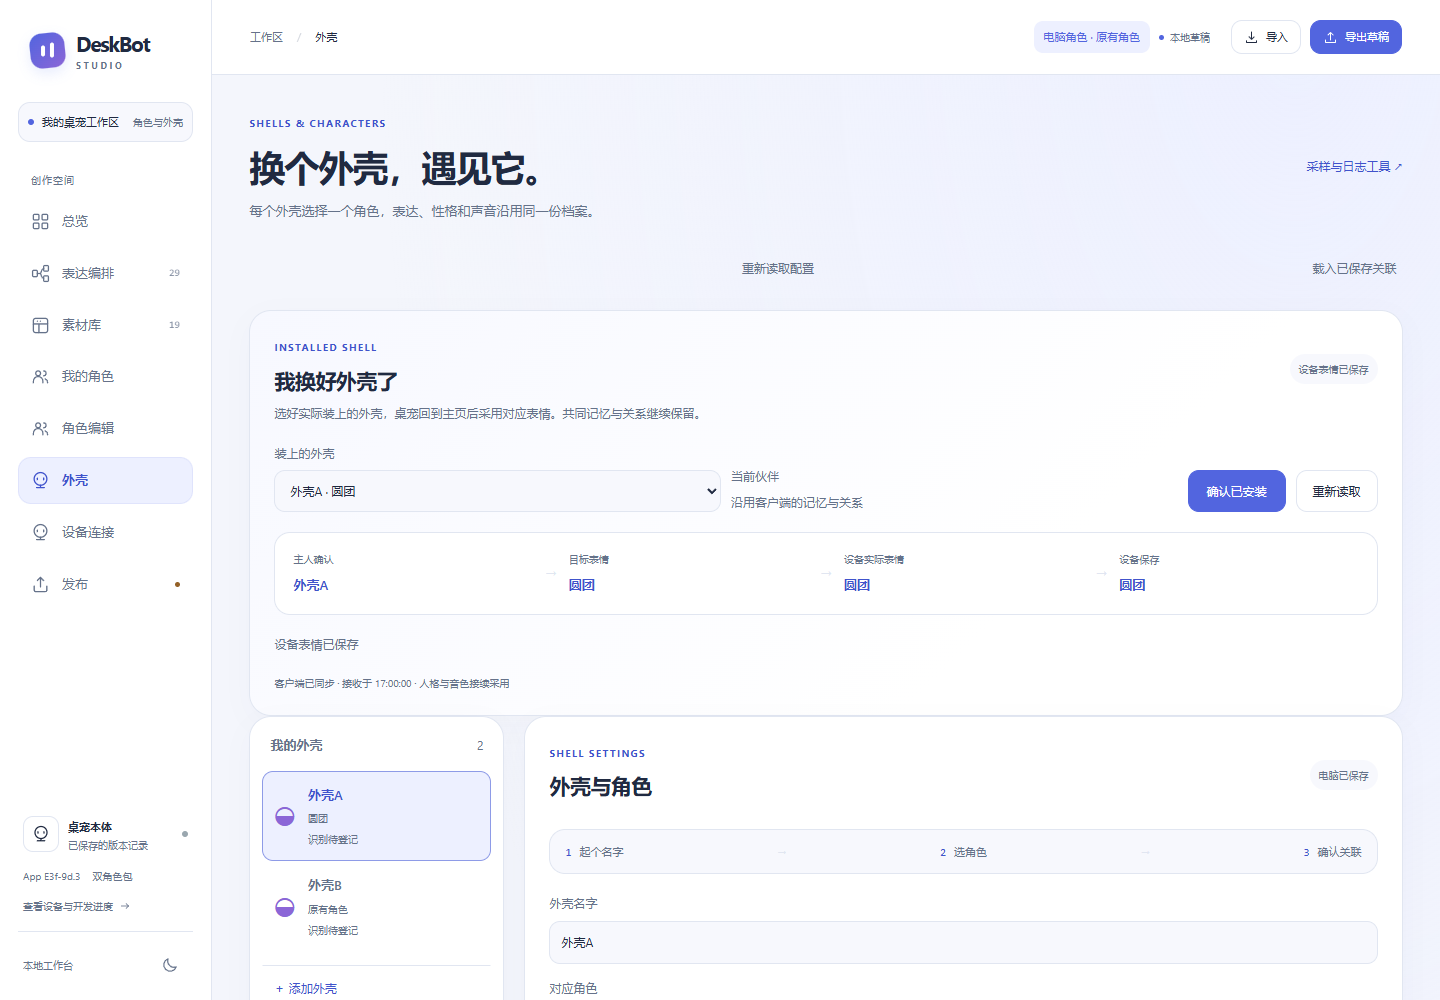 DeskBot
STUDIO
我的桌宠工作区 角色与外壳
创作空间
总览
表达编排 29
素材库 19
我的角色
角色编辑
外壳
设备连接
发布
桌宠本体
已保存的版本记录
App E3f-9d.3 双角色包
查看设备与开发进度 →
本地工作台
工作区 / 外壳
电脑角色 · 原有角色
本地草稿
导入
导出草稿
SHELLS & CHARACTERS
换个外壳，遇见它。
每个外壳选择一个角色，表达、性格和声音沿用同一份档案。
采样与日志工具 ↗
重新读取配置
载入已保存关联
INSTALLED SHELL
我换好外壳了
选好实际装上的外壳，桌宠回到主页后采用对应表情。共同记忆与关系继续保留。
设备表情已保存
装上的外壳
外壳A · 圆团
当前伙伴
沿用客户端的记忆与关系
确认已安装
重新读取
主人确认 → 目标表情 → 设备实际表情 → 设备保存
外壳A 圆团 圆团 圆团
设备表情已保存
客户端已同步 · 接收于 17:00:00 · 人格与音色接续采用
我的外壳 2
外壳A
圆团
识别待登记
外壳B
原有角色
识别待登记
+ 添加外壳
SHELL SETTINGS
外壳与角色
电脑已保存
1 起个名字 → 2 选角色 → 3 确认关联
外壳名字
外壳A
对应角色